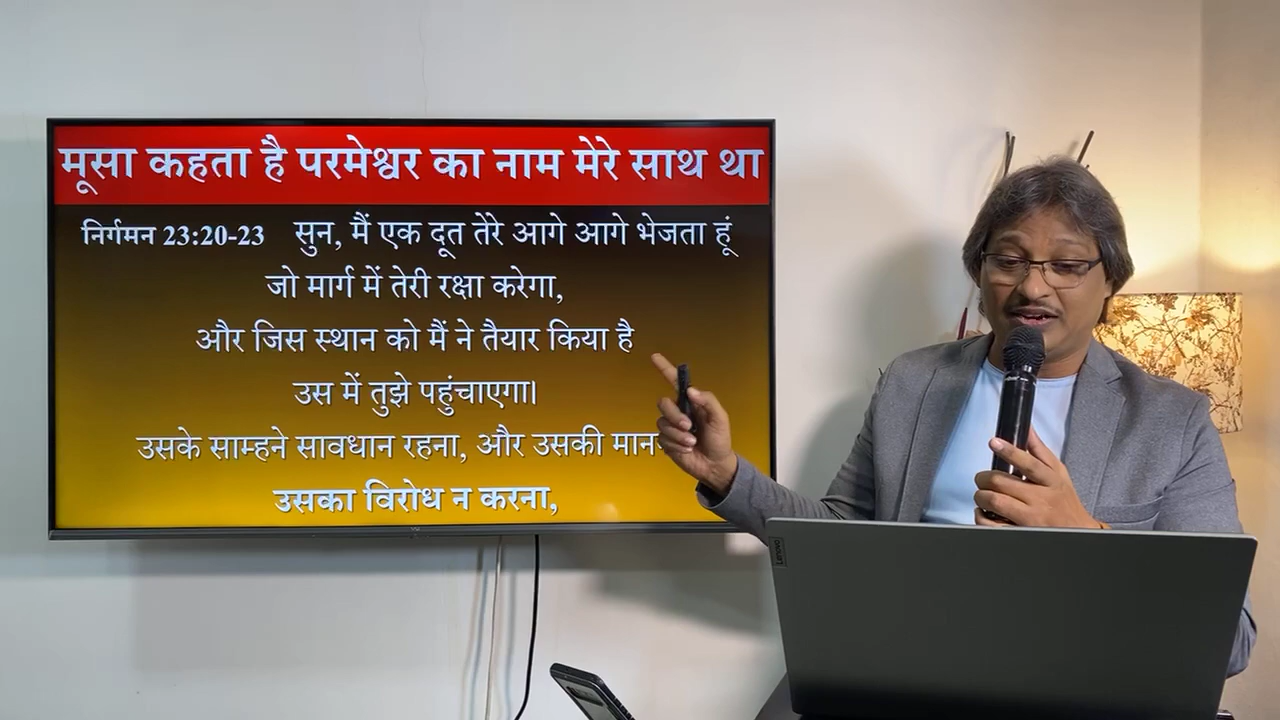 मूसा कहता है परमेश्वर का नाम मेरे साथ था
निर्गमन 23:20-23 सुन, मैं एक दूत तेरे आगे आगे भेजता हूं
जो मार्ग में तेरी रक्षा करेगा,
और जिस स्थान को मैं ने तैयार किया है
उस में तुझे पहुंचाएगा।
उसके साम्हने सावधान रहना, और उसकी
उसका विरोध न करना,
Lenovo